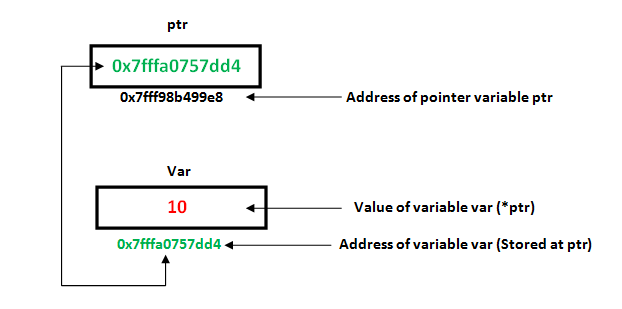 ptr
0x7fffa0757dd4
0x7fff98b499e8
Address of pointer variable ptr
Var
10
Value of variable var (*ptr)
0x7fffa0757dd4
Address of variable var (Stored at ptr)